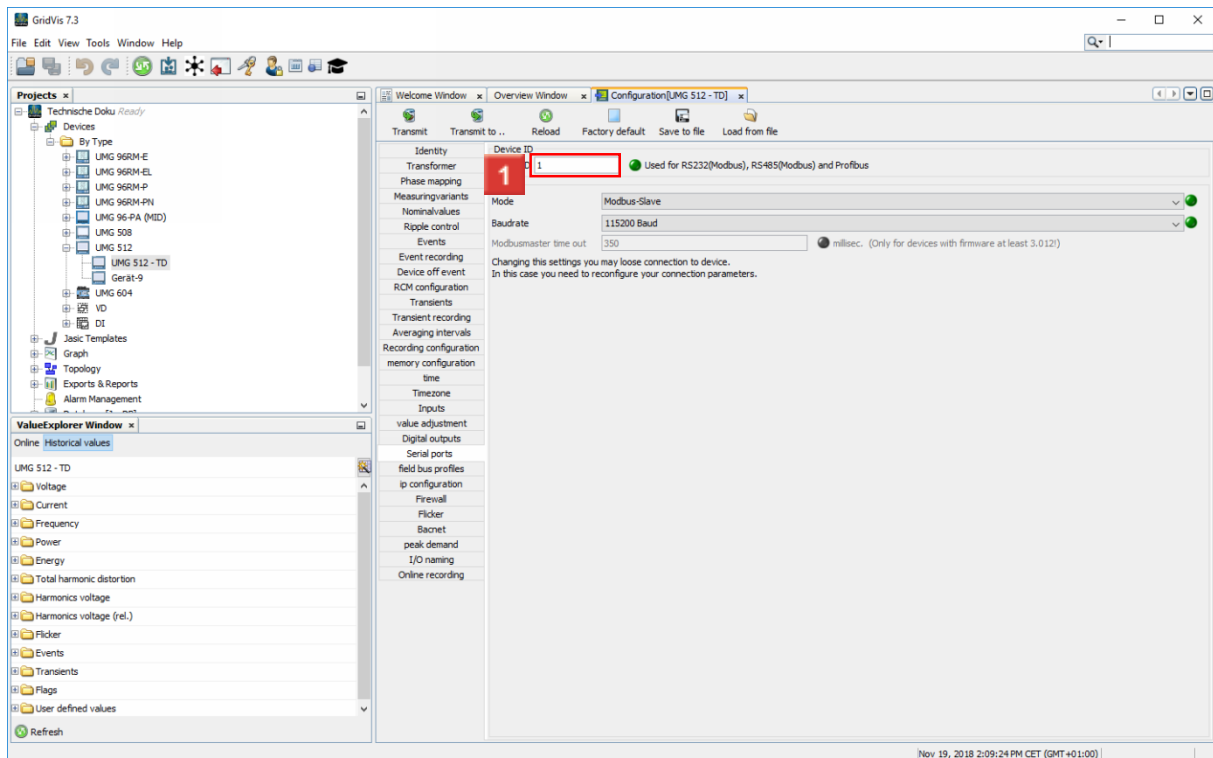 GridVis 7.3
File Edit View Tools Window Help
Projects
Technische Doku Ready
Devices
By Type
UMG 96RM-E
UMG 96RM-EL
UMG 96RM-P
UMG 96RM-PN
UMG 96-PA (MID)
UMG 508
UMG 512
UMG 512 - TD
Gerät-9
UMG 604
VD
DI
Jasic Templates
Graph
Topology
Exports & Reports
Alarm Management
ValueExplorer Window
Online Historical values
UMG 512 - TD
Voltage
Current
Frequency
Power
Energy
Total harmonic distortion
Harmonics voltage
Harmonics voltage (rel.)
Flicker
Events
Transients
Flags
User defined values
Refresh
Welcome Window Overview Window Configuration[UMG 512 - TD]
Transmit Transmit to .. Reload Factory default Save to file Load from file
Identity
Transformer
Phase mapping
Measuringvariants
Nominalvalues
Ripple control
Events
Event recording
Device off event
RCM configuration
Transients
Transient recording
Averaging intervals
Recording configuration
memory configuration
time
Timezone
Inputs
value adjustment
Digital outputs
Serial ports
field bus profiles
ip configuration
Firewall
Flicker
Bacnet
peak demand
I/O naming
Online recording
Device ID
1
1 Used for RS232(Modbus), RS485(Modbus) and Profibus
Mode Modbus-Slave
Baudrate 115200 Baud
Modbusmaster time out 350 millisec. (Only for devices with firmware at least 3.012!)
Changing this settings you may loose connection to device.
In this case you need to reconfigure your connection parameters.
Nov 19, 2018 2:09:24 PM CET (GMT+01:00)